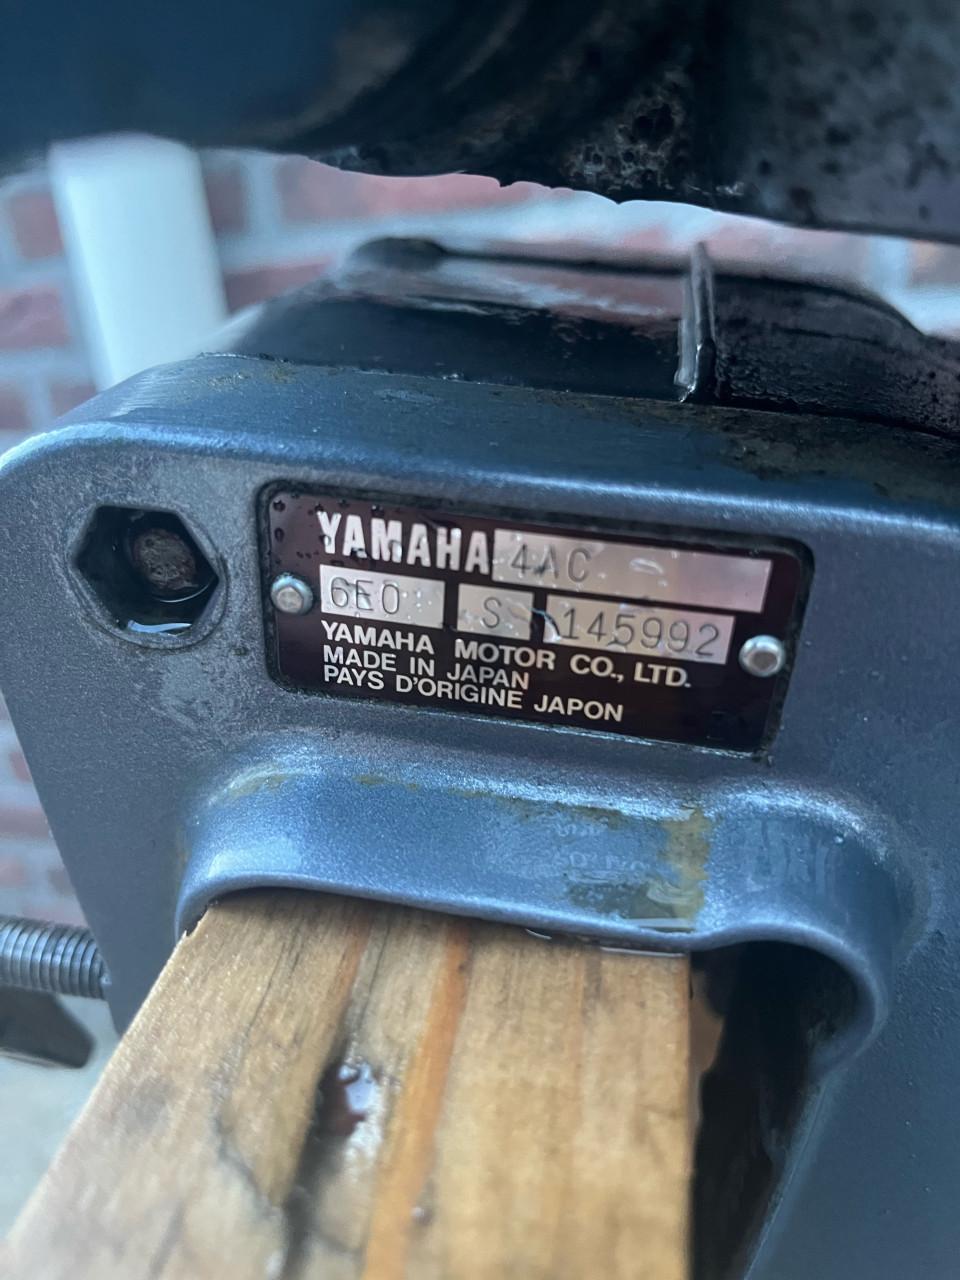 YAMAHA 4AC
6E0 S 145992
YAMAHA MOTOR CO., LTD.
MADE IN JAPAN
PAYS D'ORIGINE JAPON